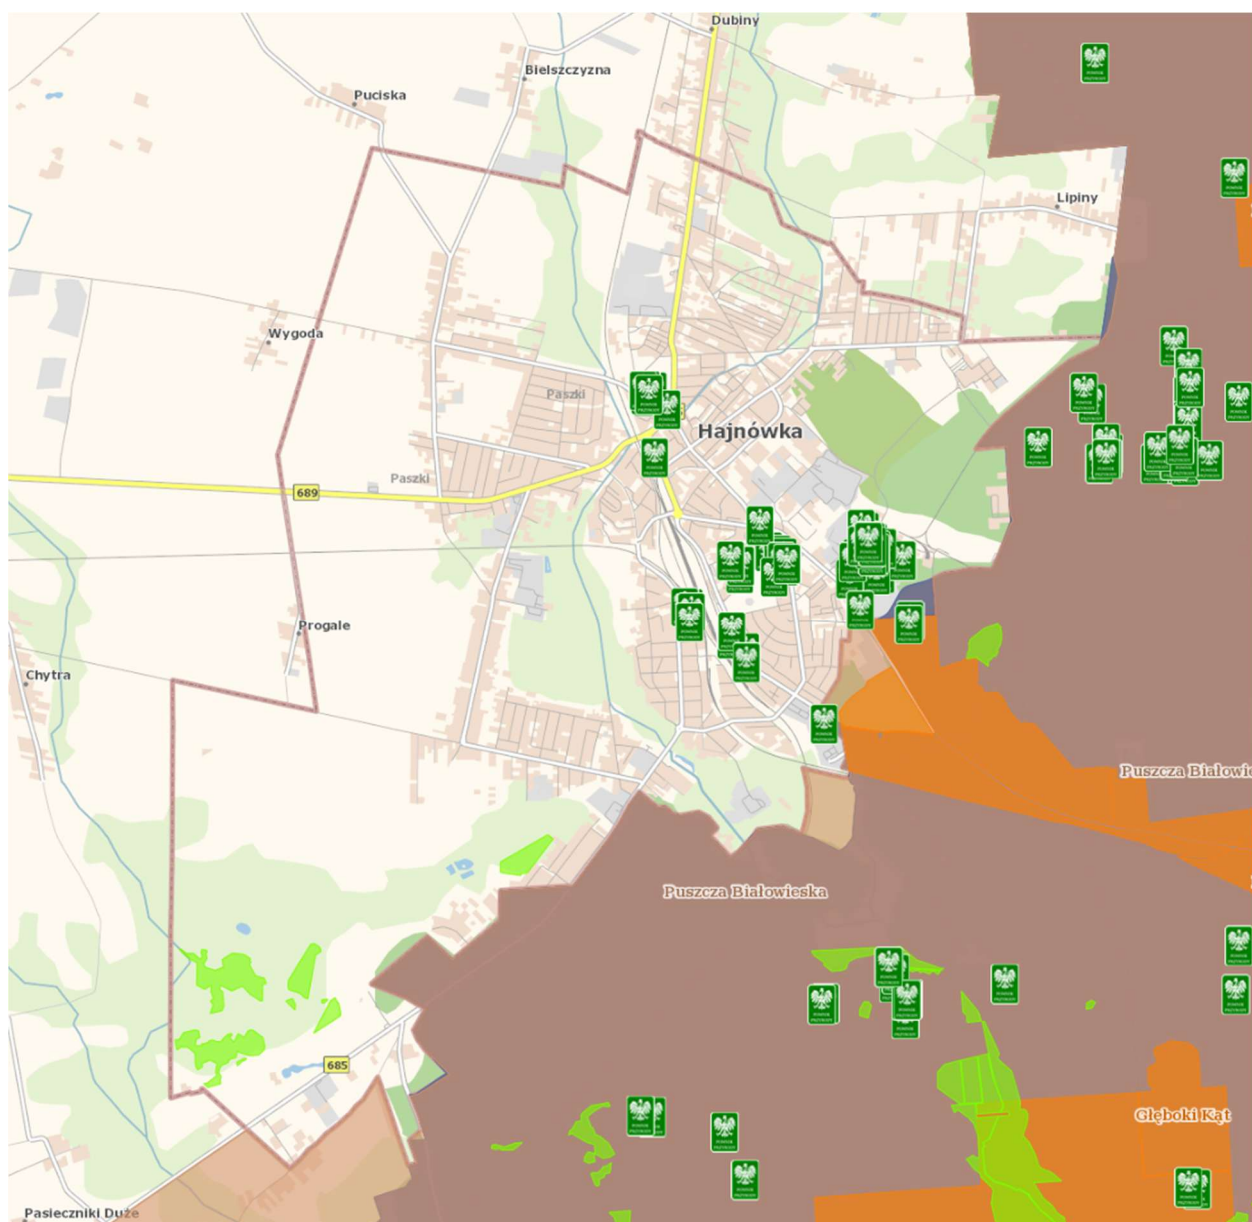 Dubiny
Bielszczyzna
Puciska
Lipiny
Wygoda
Paszki
Hajnówka
Paszki
689
Progale
Chytra
Puszcza Białowie
Puszcza Białowieska
685
Głęboki Kąt
Pasieczniki Duże